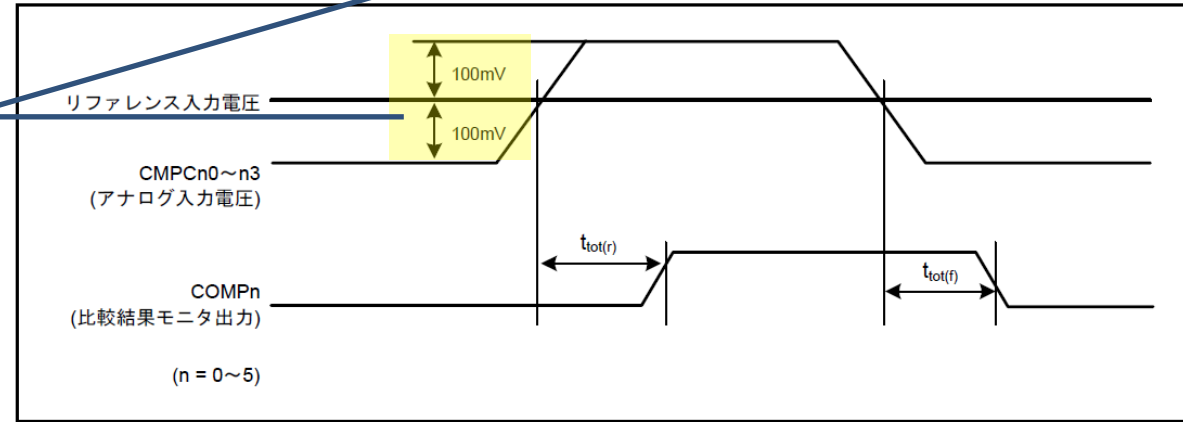 100mV
リファレンス入力電圧
100mV
CMPCn0～n3
(アナログ入力電圧)
ttot(r)
ttot(f)
COMPn
(比較結果モニタ出力)
(n = 0～5)